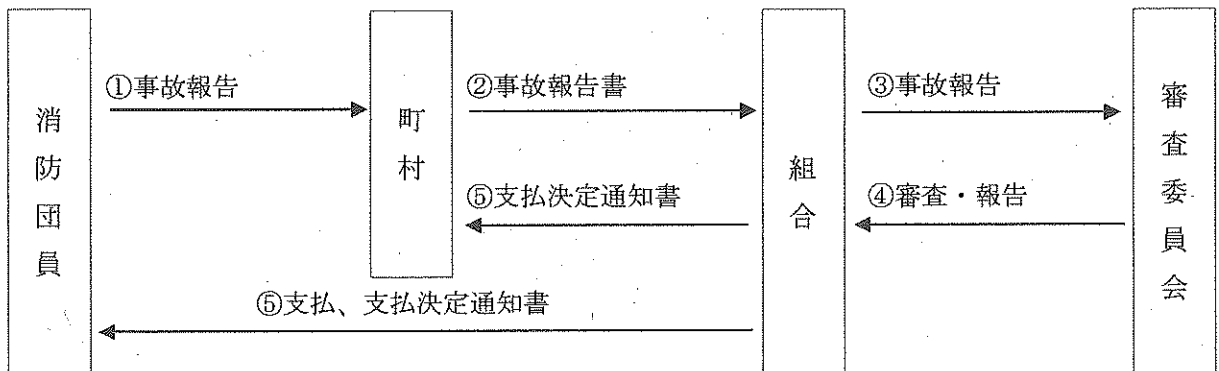 消防団員
①事故報告
町村
②事故報告書
⑤支払決定通知書
組合
③事故報告
④審査・報告
審査委員会
⑤支払、支払決定通知書